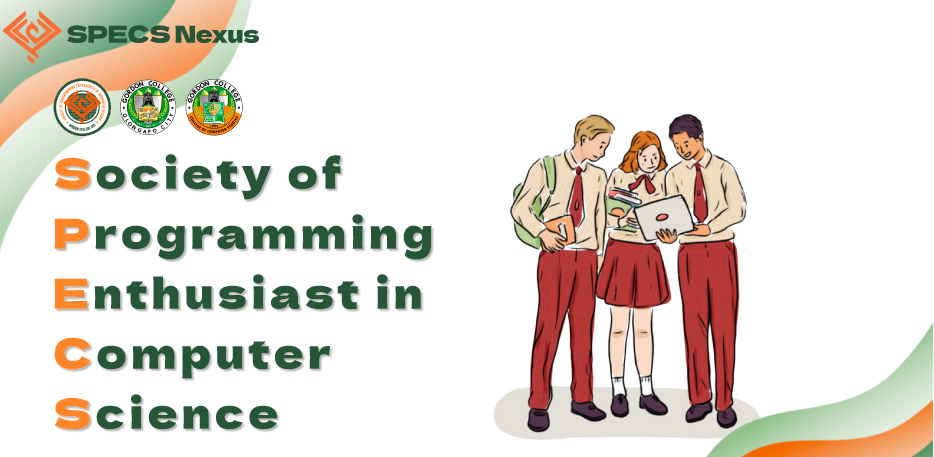 SPECS Nexus
GORDON COLLEGE
OLONGAPO CITY
GORDON COLLEGE
Society of
Programming
Enthusiast in
Computer
Science